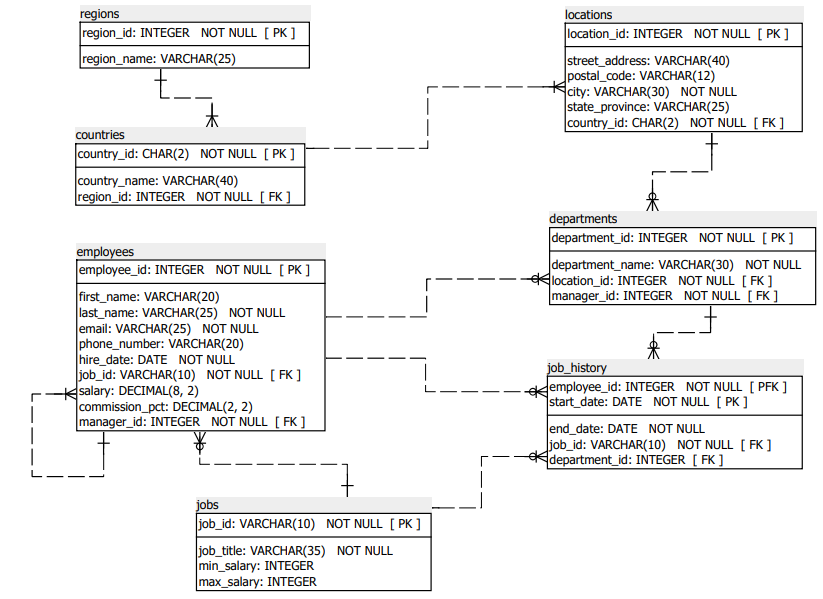 regions
region_id: INTEGER NOT NULL [ PK ]
region_name: VARCHAR(25)
locations
location_id: INTEGER NOT NULL [ PK ]
street_address: VARCHAR(40)
postal_code: VARCHAR(12)
city: VARCHAR(30) NOT NULL
state_province: VARCHAR(25)
country_id: CHAR(2) NOT NULL [ FK ]
countries
country_id: CHAR(2) NOT NULL [ PK ]
country_name: VARCHAR(40)
region_id: INTEGER NOT NULL [ FK ]
departments
department_id: INTEGER NOT NULL [ PK ]
department_name: VARCHAR(30) NOT NULL
location_id: INTEGER NOT NULL [ FK ]
manager_id: INTEGER NOT NULL [ FK ]
employees
employee_id: INTEGER NOT NULL [ PK ]
first_name: VARCHAR(20)
last_name: VARCHAR(25) NOT NULL
email: VARCHAR(25) NOT NULL
phone_number: VARCHAR(20)
hire_date: DATE NOT NULL
job_id: VARCHAR(10) NOT NULL [ FK ]
salary: DECIMAL(8, 2)
commission_pct: DECIMAL(2, 2)
manager_id: INTEGER NOT NULL [ FK ]
job_history
employee_id: INTEGER NOT NULL [ PFK ]
start_date: DATE NOT NULL [ PK ]
end_date: DATE NOT NULL
job_id: VARCHAR(10) NOT NULL [ FK ]
department_id: INTEGER [ FK ]
jobs
job_id: VARCHAR(10) NOT NULL [ PK ]
job_title: VARCHAR(35) NOT NULL
min_salary: INTEGER
max_salary: INTEGER